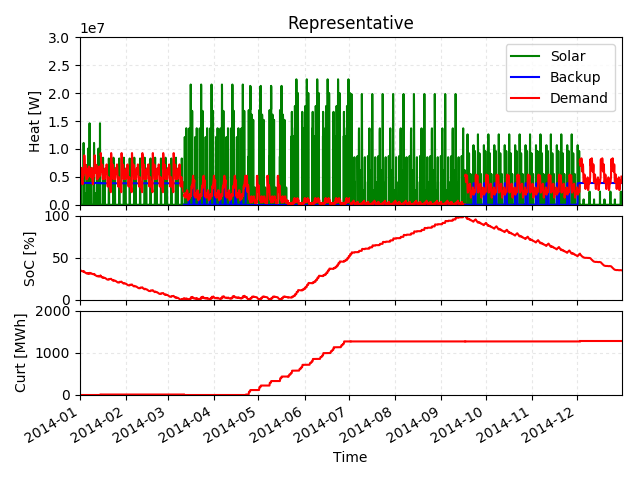 Representative
1e7
3.0
2.5
2.0
1.5
1.0
0.5
0.0
Heat [W]
Solar
Backup
Demand
100
50
0
SoC [%]
2000
1000
0
Curt [MWh]
2014-01
2014-02
2014-03
2014-04
2014-05
2014-06
2014-07
2014-08
2014-09
2014-10
2014-11
2014-12
Time